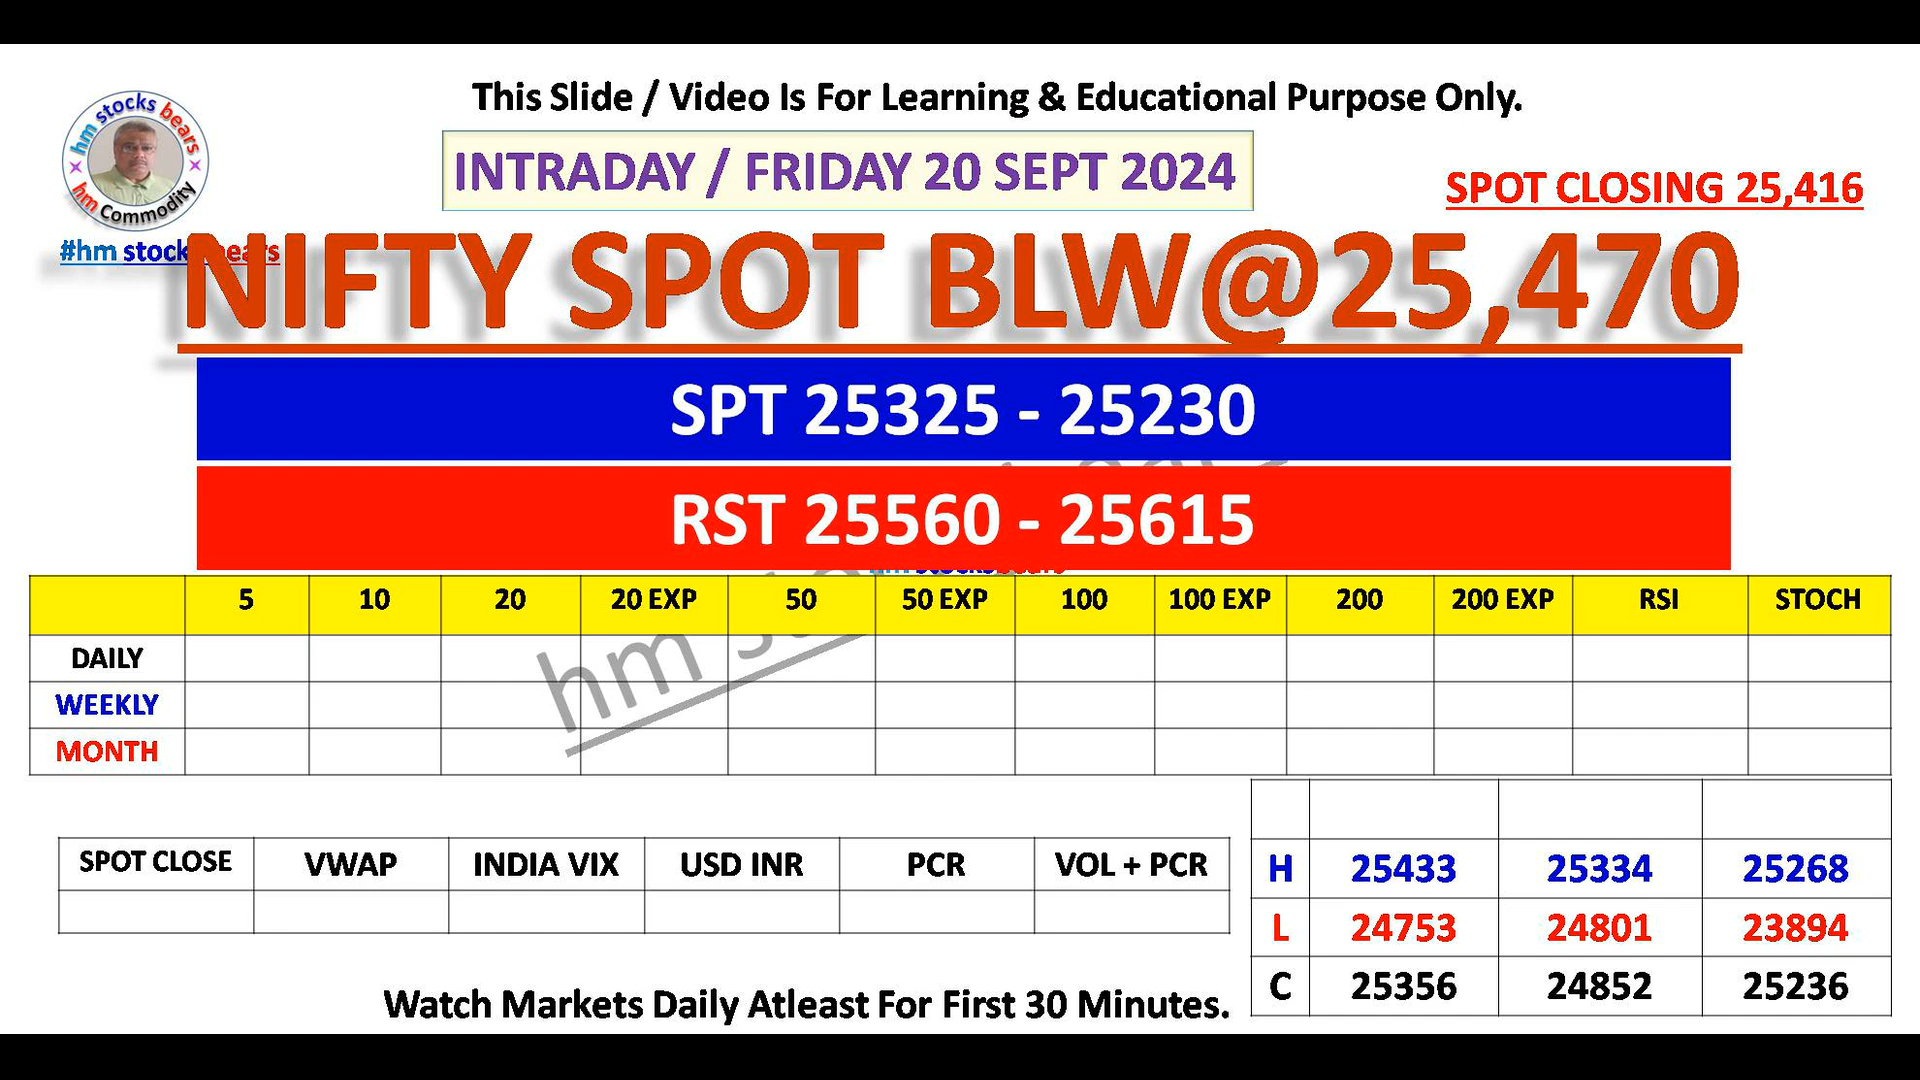 This Slide / Video Is For Learning & Educational Purpose Only.
hm stocks bears
hm Commodity
INTRADAY / FRIDAY 20 SEPT 2024
SPOT CLOSING 25,416
#hm stock ears
NIFTY SPOT BLW@25,470
SPT 25325 - 25230
RST 25560 - 25615
5 10 20 20 EXP 50 50 EXP 100 100 EXP 200 200 EXP RSI STOCH
DAILY
WEEKLY
MONTH
hm
SPOT CLOSE VWAP INDIA VIX USD INR PCR VOL + PCR
H 25433 25334 25268
L 24753 24801 23894
C 25356 24852 25236
Watch Markets Daily Atleast For First 30 Minutes.